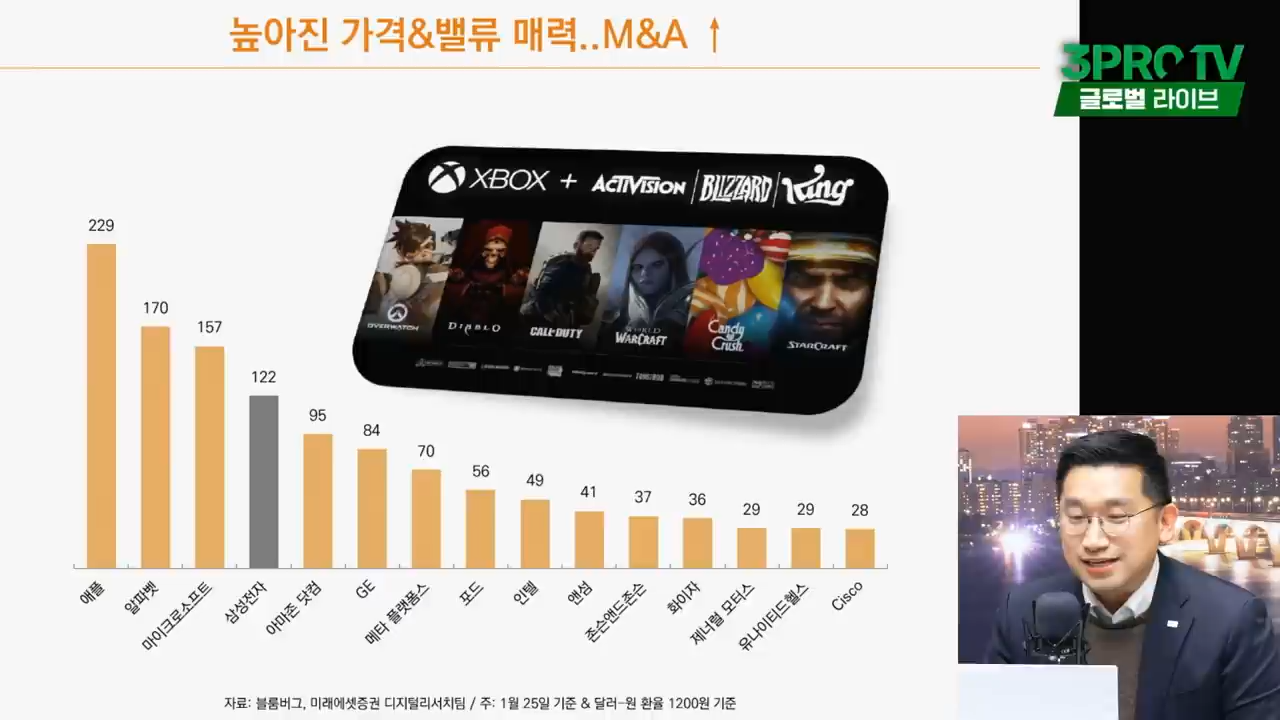 높아진 가격&밸류 매력..M&A ↑
3PRO TV
글로벌 라이브
XBOX + ACTIVISION | BLIZZARD | King
OVERWATCH
DIABLO
CALL OF DUTY
WORLD OF WARCRAFT
Candy Crush
STARCRAFT
229
170
157
122
95
84
70
56
49
41
37
36
29
29
28
애플
알파벳
마이크로소프트
삼성전자
아마존 닷컴
GE
메타 플랫폼스
포드
인텔
앤섬
존슨앤드존슨
화이자
제너럴 모터스
유나이티드헬스
Cisco
자료: 블룸버그, 미래에셋증권 디지털리서치팀 / 주: 1월 25일 기준 & 달러-원 환율 1200원 기준